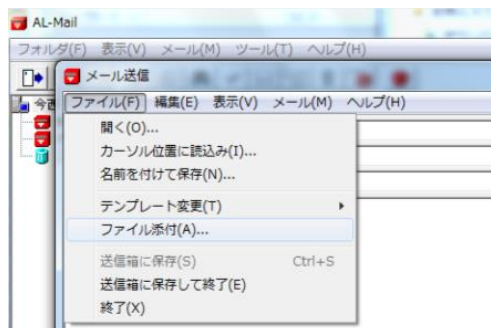 AL-Mail
フォルダ(F) 表示(V) メール(M) ツール(T) ヘルプ(H)
メール送信
ファイル(F) 編集(E) 表示(V) メール(M) ヘルプ(H)
開く(O)...
カーソル位置に読込み(I)...
名前を付けて保存(N)...
テンプレート変更(T)
ファイル添付(A)...
送信箱に保存(S) Ctrl+S
送信箱に保存して終了(E)
終了(X)